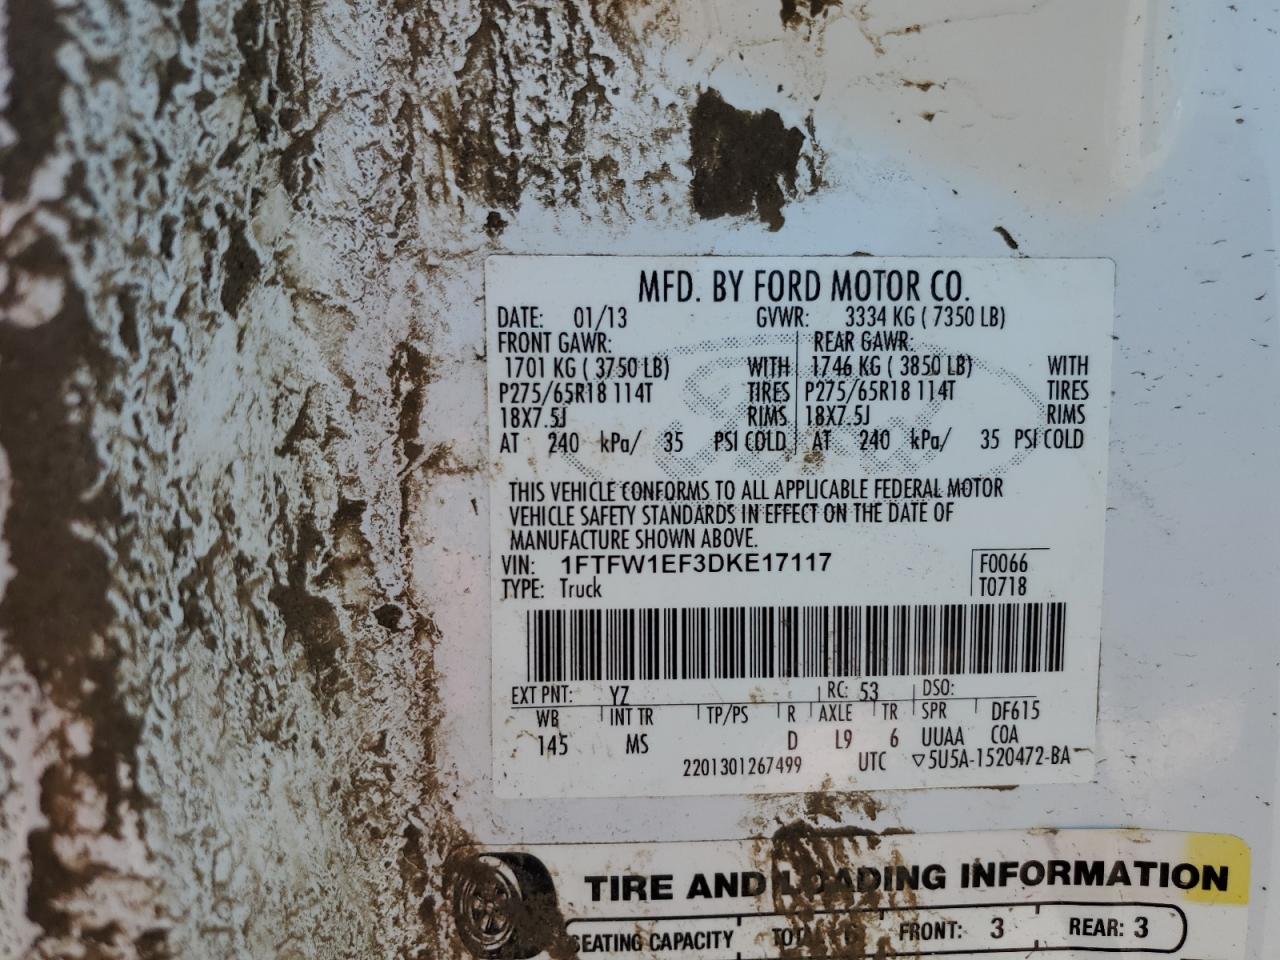 MFD. BY FORD MOTOR CO.
DATE: 01/13 GVWR: 3334 KG ( 7350 LB)
FRONT GAWR: REAR GAWR:
1701 KG ( 3750 LB) WITH 1746 KG ( 3850 LB) WITH
P275/65R18 114T TIRES P275/65R18 114T TIRES
18X7.5J RIMS 18X7.5J RIMS
AT 240 kPa/ 35 PSI COLD AT 240 kPa/ 35 PSI COLD
THIS VEHICLE CONFORMS TO ALL APPLICABLE FEDERAL MOTOR
VEHICLE SAFETY STANDARDS IN EFFECT ON THE DATE OF
MANUFACTURE SHOWN ABOVE.
VIN: 1FTFW1EF3DKE17117 F0066
TYPE: Truck T0718
EXT PNT: YZ RC: 53 DSO:
WB INT TR TP/PS R AXLE TR SPR DF615
145 MS D L9 6 UUAA COA
2201301267499 UTC ▽5U5A-1520472-BA
TIRE AND LOADING INFORMATION
SEATING CAPACITY FRONT: 3 REAR: 3